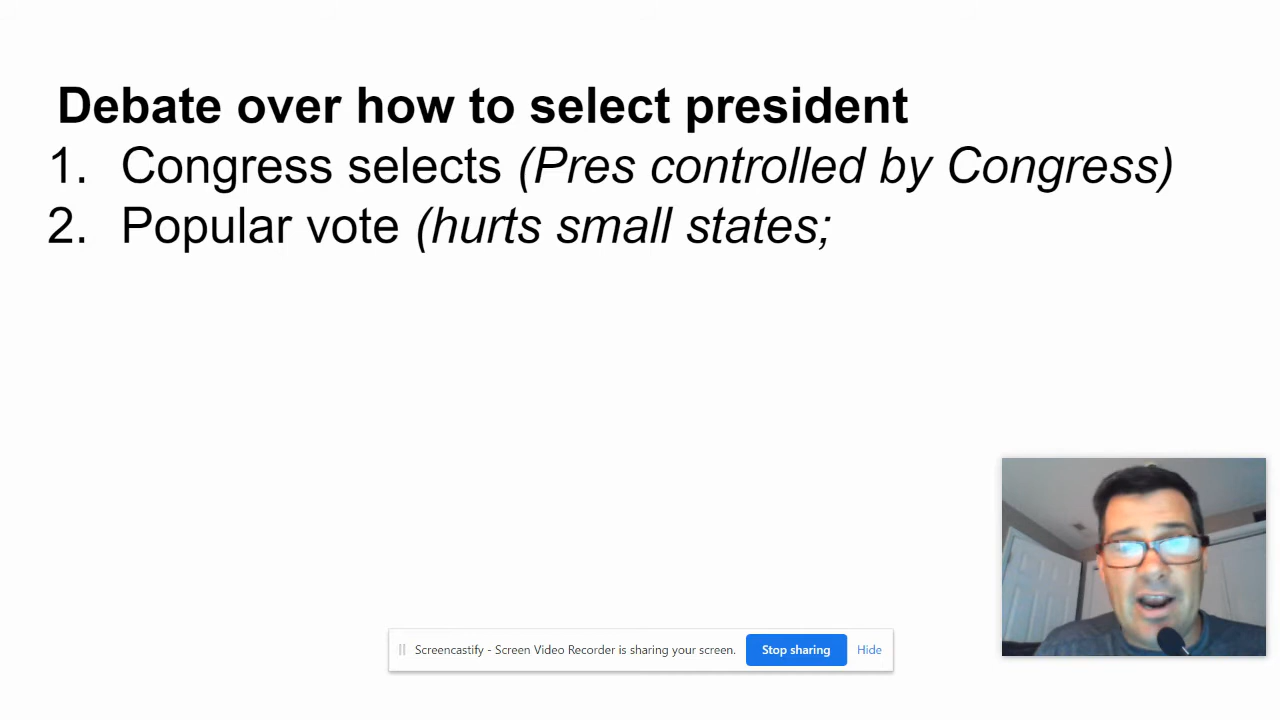 Debate over how to select president
1. Congress selects (Pres controlled by Congress)
2. Popular vote (hurts small states;
Screencastify - Screen Video Recorder is sharing your screen.
Stop sharing
Hide